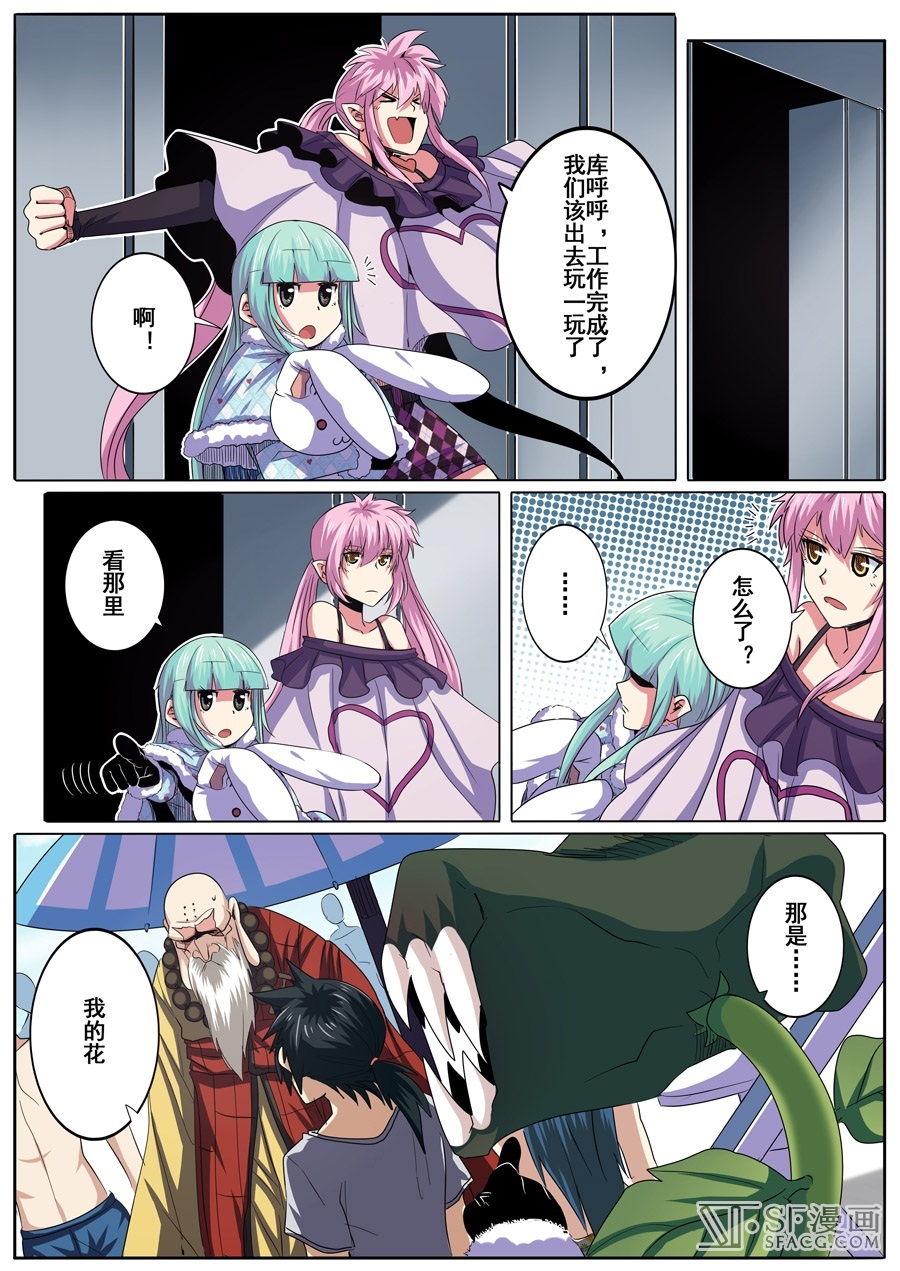 库呼呼，工作完成了，
我们该出去玩一玩了
啊！
怎么了？
……
看那里
那是……
我的花
SF漫画
SFACG.COM